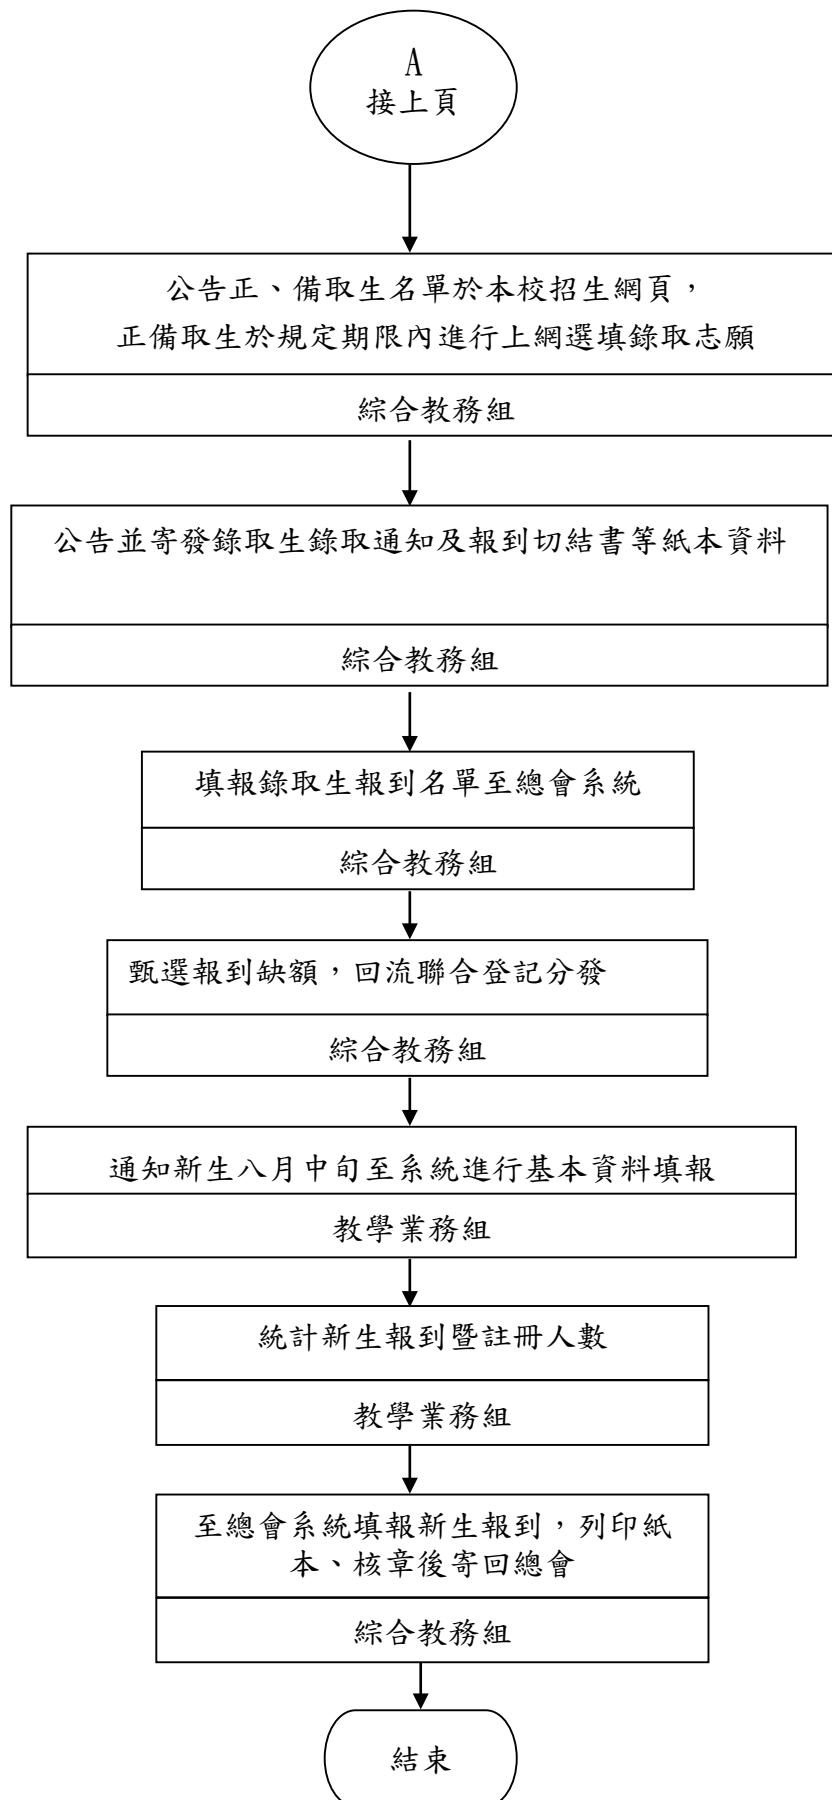 A
接上頁
公告正、備取生名單於本校招生網頁，
正備取生於規定期限內進行上網選填錄取志願
綜合教務組
公告並寄發錄取生錄取通知及報到切結書等紙本資料
綜合教務組
填報錄取生報到名單至總會系統
綜合教務組
甄選報到缺額，回流聯合登記分發
綜合教務組
通知新生八月中旬至系統進行基本資料填報
教學業務組
統計新生報到暨註冊人數
教學業務組
至總會系統填報新生報到，列印紙
本、核章後寄回總會
綜合教務組
結束